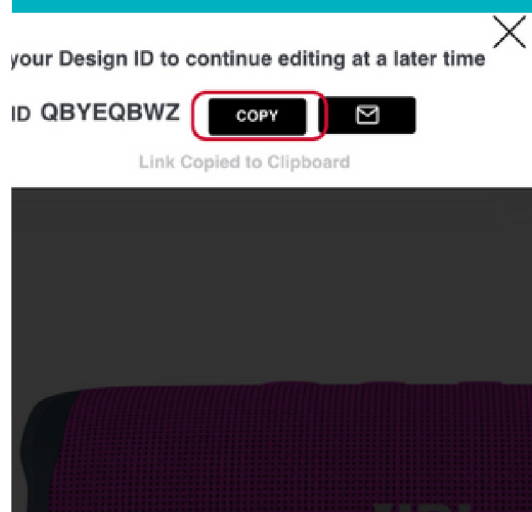 your Design ID to continue editing at a later time
ID QBYEQBWZ COPY
Link Copied to Clipboard